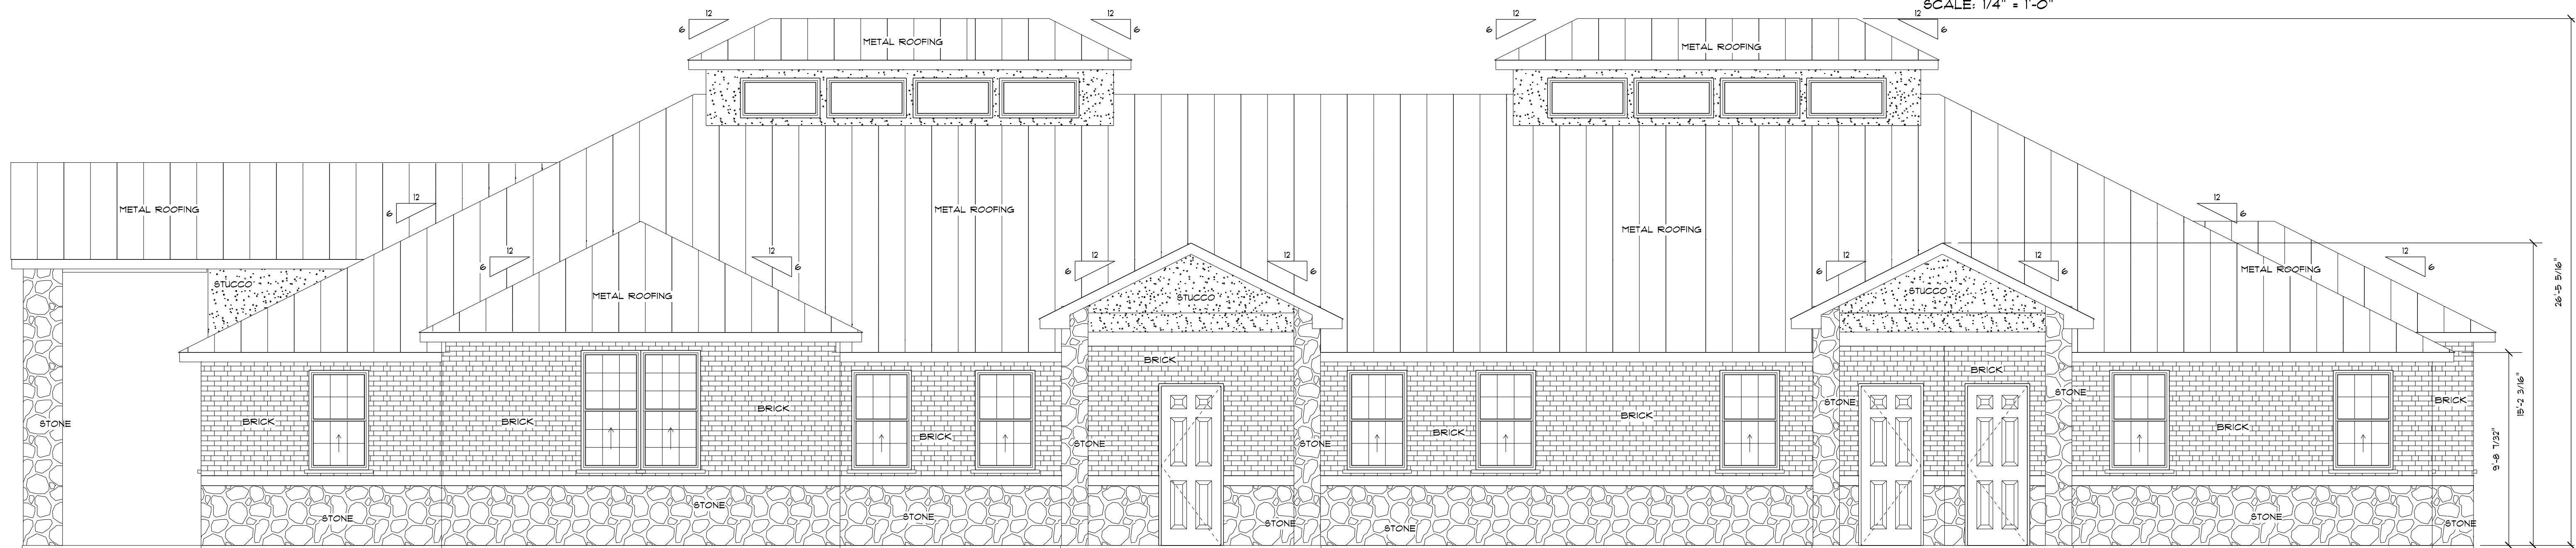 SCALE: 1/4" = 1'-0"
12
6
METAL ROOFING
12
6
12
6
METAL ROOFING
12
6
METAL ROOFING
12
6
METAL ROOFING
METAL ROOFING
12
6
12
6
12
6
METAL ROOFING
12
6
12
6
12
6
12
6
METAL ROOFING
12
6
STUCCO
METAL ROOFING
STUCCO
STUCCO
BRICK
BRICK
STONE
BRICK
BRICK
BRICK
BRICK
STONE
STONE
BRICK
BRICK
STONE
STONE
BRICK
BRICK
STONE
STONE
STONE
STONE
STONE
STONE
STONE
STONE
9'-8 7/32"
15'-2 3/16"
26'-5 5/16"